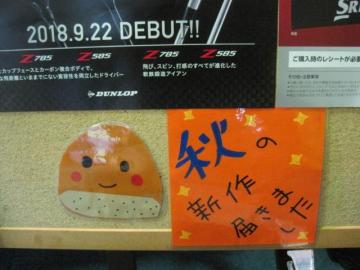 2018.9.22 DEBUT!!
Z785 Z585
Z785 Z585
カップフェースとカーボン複合ボディで、
飛び、スピン、打感のすべてが進化した
軟鉄鍛造アイアン
DUNLOP
SR
ご購入時のレシートが必
秋の
新作
届きま
した